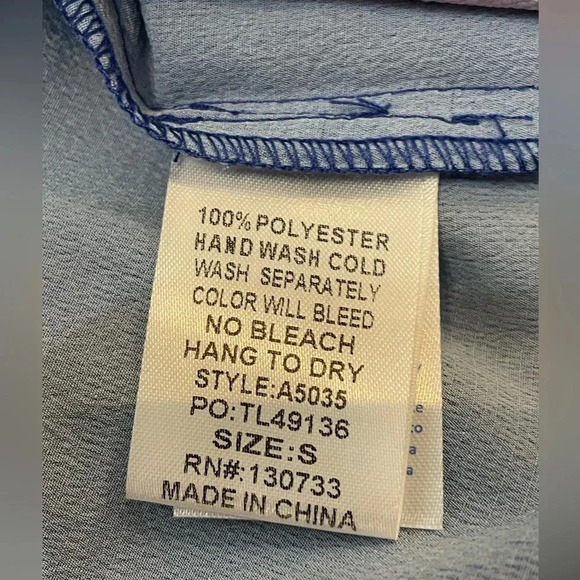 100% POLYESTER
HAND WASH COLD
WASH SEPARATELY
COLOR WILL BLEED
NO BLEACH
HANG TO DRY
STYLE:A5035
PO:TL49136
SIZE:S
RN#:130733
MADE IN CHINA